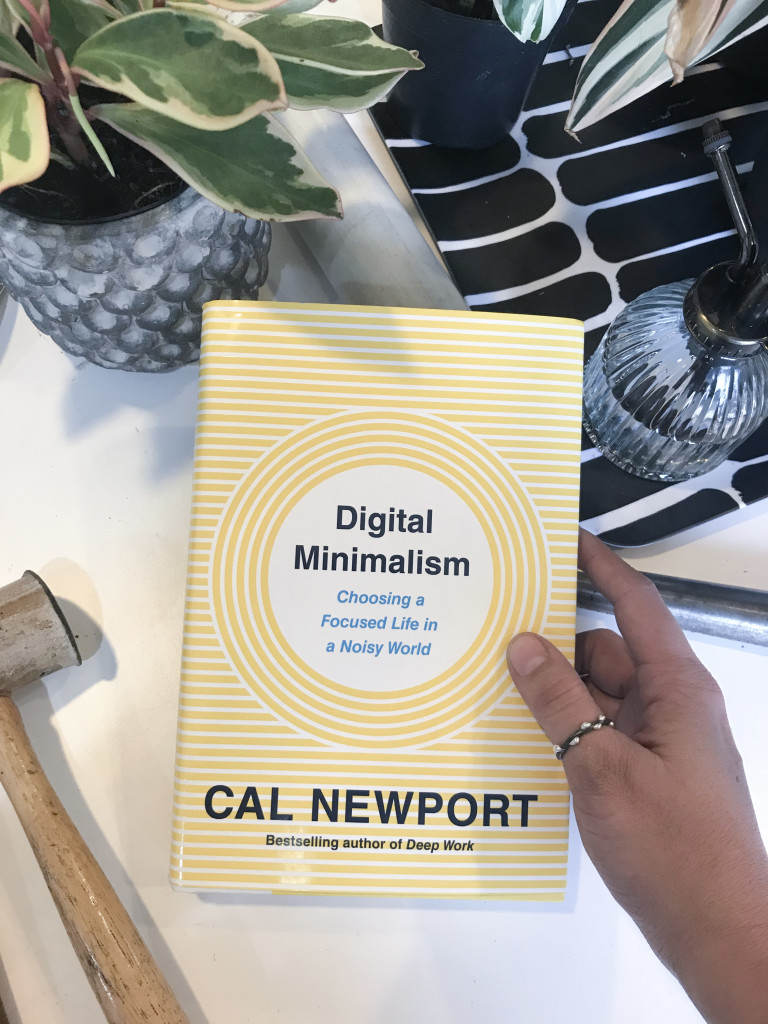 Digital
Minimalism
Choosing a
Focused Life in
a Noisy World
CAL NEWPORT
Bestselling author of Deep Work